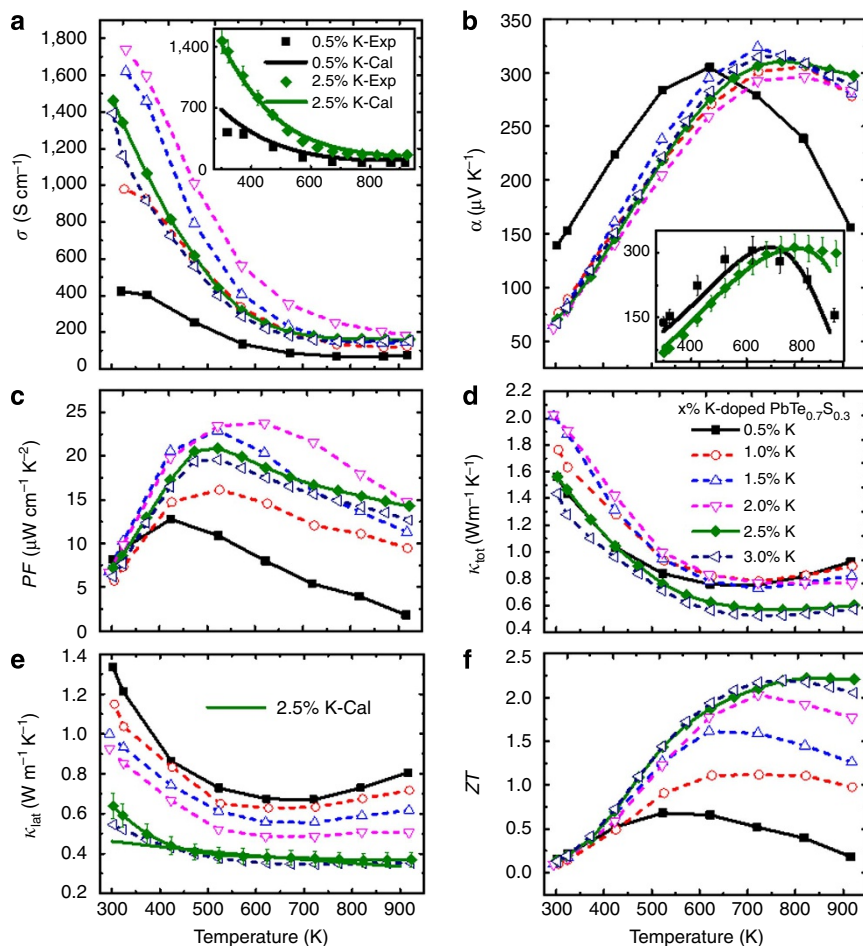 a
1,800
1,600
1,400
1,200
1,000
800
600
400
200
0
σ (S cm⁻¹)
1,400
700
0
400 600 800
0.5% K-Exp
0.5% K-Cal
2.5% K-Exp
2.5% K-Cal
b
350
300
250
200
150
100
50
0
α (μV K⁻¹)
300
150
400 600 800
c
25
20
15
10
5
0
PF (μW cm⁻¹ K⁻²)
d
2.2
2.0
1.8
1.6
1.4
1.2
1.0
0.8
0.6
0.4
κtot (Wm⁻¹ K⁻¹)
x% K-doped PbTe₀.₇S₀.₃
0.5% K
1.0% K
1.5% K
2.0% K
2.5% K
3.0% K
e
1.4
1.2
1.0
0.8
0.6
0.4
0.2
κlat (W m⁻¹ K⁻¹)
2.5% K-Cal
300 400 500 600 700 800 900
Temperature (K)
f
2.5
2.0
1.5
1.0
0.5
0.0
ZT
300 400 500 600 700 800 900
Temperature (K)